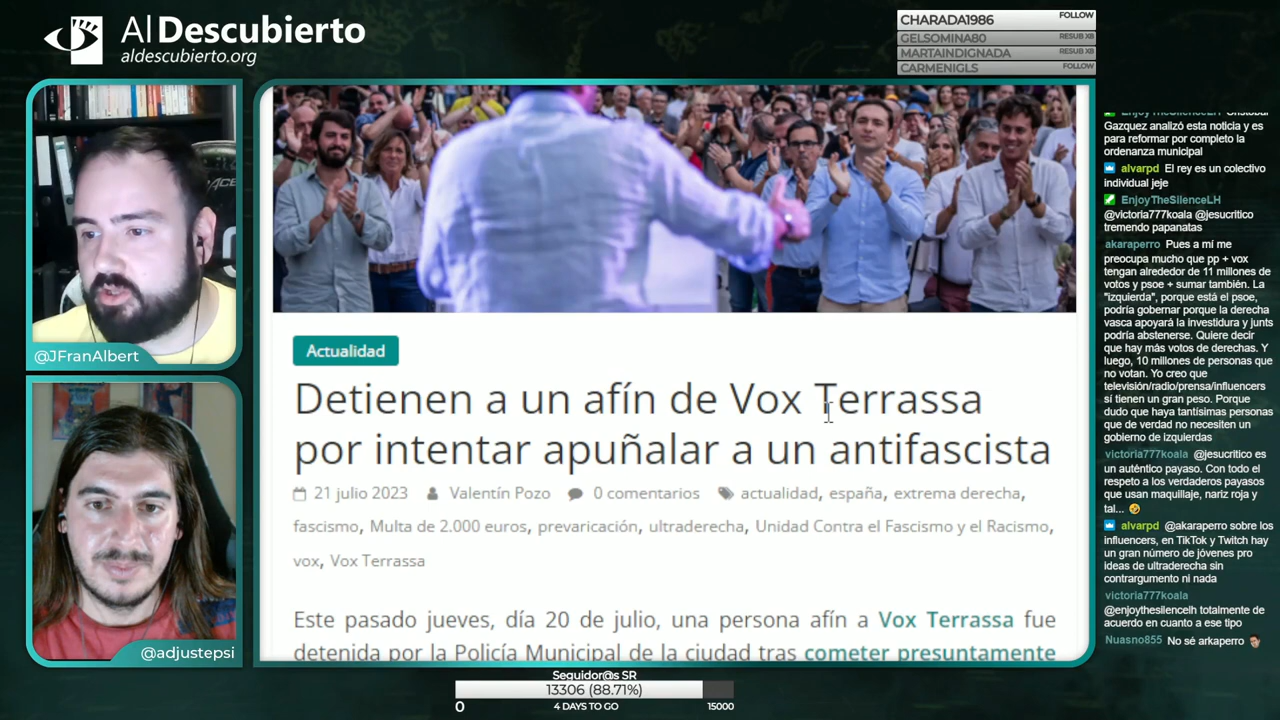 Al Descubierto
aldescubierto.org
CHARADA1986 FOLLOW
GELSOMINA80 RESUB X8
MARTAINDIGNADA RESUB X8
CARMENIGLS FOLLOW
@JFranAlbert
@adjustepsi
Actualidad
Detienen a un afín de Vox Terrassa
por intentar apuñalar a un antifascista
21 julio 2023 Valentín Pozo 0 comentarios actualidad, españa, extrema derecha,
fascismo, Multa de 2.000 euros, prevaricación, ultraderecha, Unidad Contra el Fascismo y el Racismo,
vox, Vox Terrassa
Este pasado jueves, día 20 de julio, una persona afín a Vox Terrassa fue
detenida por la Policía Municipal de la ciudad tras cometer presuntamente
EnjoyTheSilenceLH Cristobal
Gazquez analizó esta noticia y es
para reformar por completo la
ordenanza municipal
alvarpd El rey es un colectivo
individual jeje
EnjoyTheSilenceLH
@victoria777koala @jesucritico
tremendo papanatas
akaraperro Pues a mí me
preocupa mucho que pp + vox
tengan alrededor de 11 millones de
votos y psoe + sumar también. La
"izquierda", porque está el psoe,
podría gobernar porque la derecha
vasca apoyará la investidura y junts
podría abstenerse. Quiere decir
que hay más votos de derechas. Y
luego, 10 millones de personas que
no votan. Yo creo que
televisión/radio/prensa/influencers
sí tienen un gran peso. Porque
dudo que haya tantísimas personas
que de verdad no necesiten un
gobierno de izquierdas
victoria777koala @jesucritico es
un auténtico payaso. Con todo el
respeto a los verdaderos payasos
que usan maquillaje, nariz roja y
tal...
alvarpd @akaraperro sobre los
influencers, en TikTok y Twitch hay
un gran número de jóvenes pro
ideas de ultraderecha sin
contrargumento ni nada
victoria777koala
@enjoythesilencelh totalmente de
acuerdo en cuanto a ese tipo
Nuasno855 No sé arkaperro
Seguidor@s SR
13306 (88.71%)
0 4 DAYS TO GO 15000